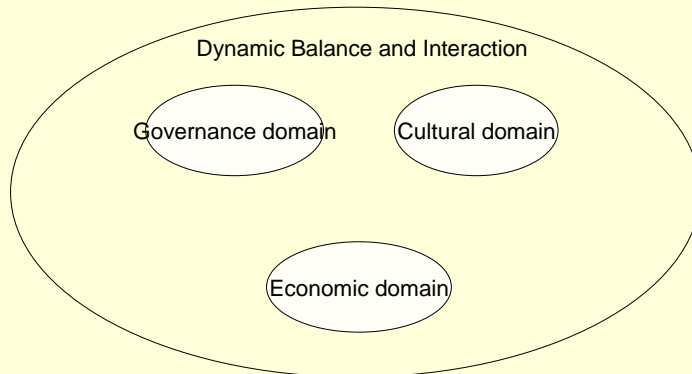 Dynamic Balance and Interaction
Governance domain
Cultural domain
Economic domain